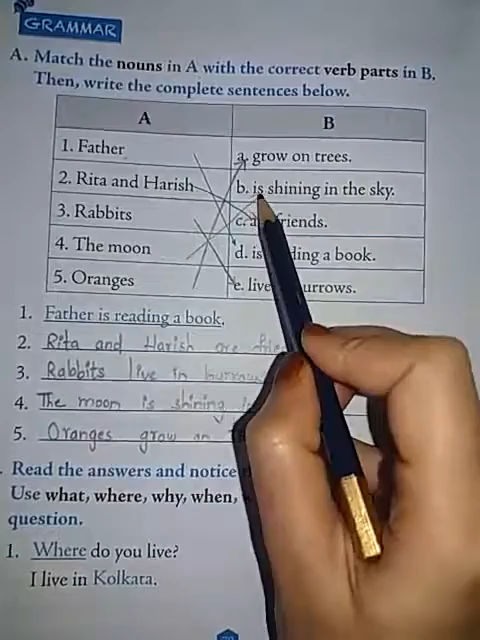 GRAMMAR
A. Match the nouns in A with the correct verb parts in B.
Then, write the complete sentences below.
A B
1. Father a. grow on trees.
2. Rita and Harish b. is shining in the sky.
3. Rabbits c. friends.
4. The moon d. is a book.
5. Oranges e. live
1. Father is reading a book.
2. Rita and Harish are
3. Rabbits live in
4. The moon is shining
5. Oranges grow on
Read the answers and notice
Use what, where, why, when,
question.
1. Where do you live?
I live in Kolkata.